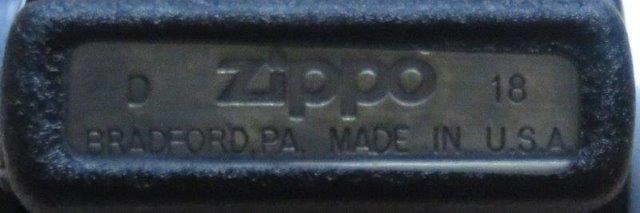 D zippo 18
BRADFORD, PA. MADE IN U.S.A